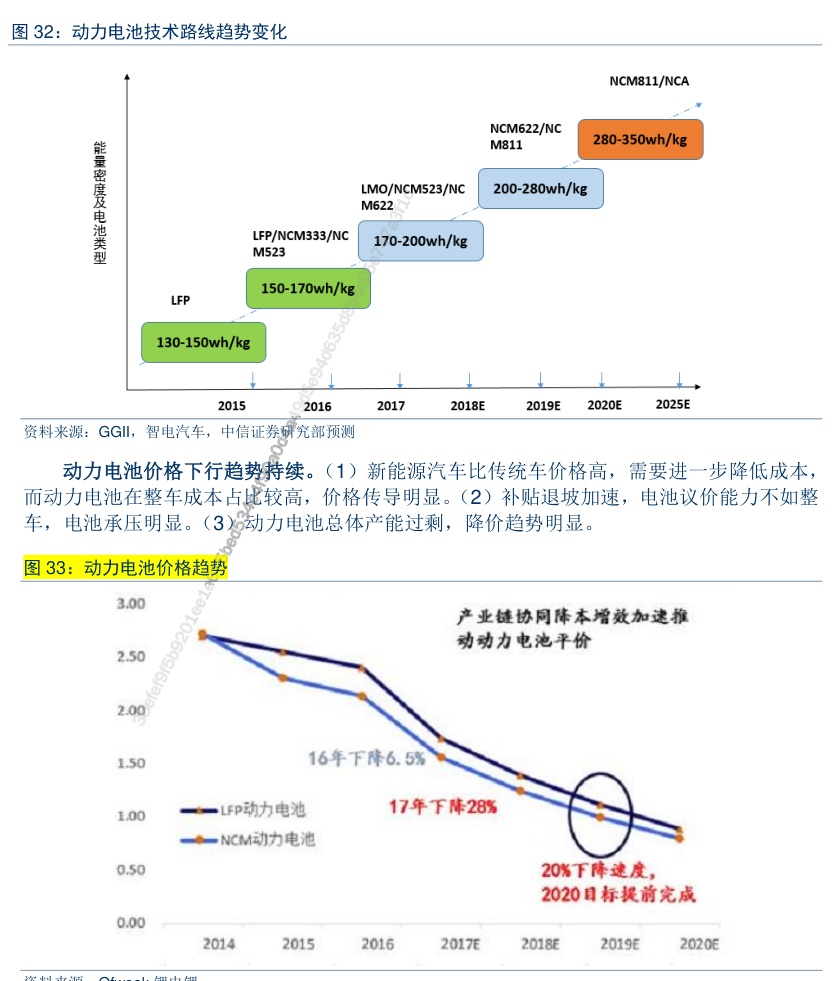 图 32：动力电池技术路线趋势变化
NCM811/NCA
280-350wh/kg
NCM622/NC
M811
200-280wh/kg
LMO/NCM523/NC
M622
170-200wh/kg
LFP/NCM333/NC
M523
150-170wh/kg
LFP
130-150wh/kg
能量密度及电池类型
2015 2016 2017 2018E 2019E 2020E 2025E
资料来源：GGII，智电汽车，中信证券研究部预测
动力电池价格下行趋势持续。（1）新能源汽车比传统车价格高，需要进一步降低成本，
而动力电池在整车成本占比较高，价格传导明显。（2）补贴退坡加速，电池议价能力不如整
车，电池承压明显。（3）动力电池总体产能过剩，降价趋势明显。
图 33：动力电池价格趋势
产业链协同降本增效加速推
动动力电池平价
3.00
2.50
2.00
1.50
1.00
0.50
0.00
16年下降6.5%
17年下降28%
LFP动力电池
NCM动力电池
20%下降速度，
2020目标提前完成
2014 2015 2016 2017E 2018E 2019E 2020E